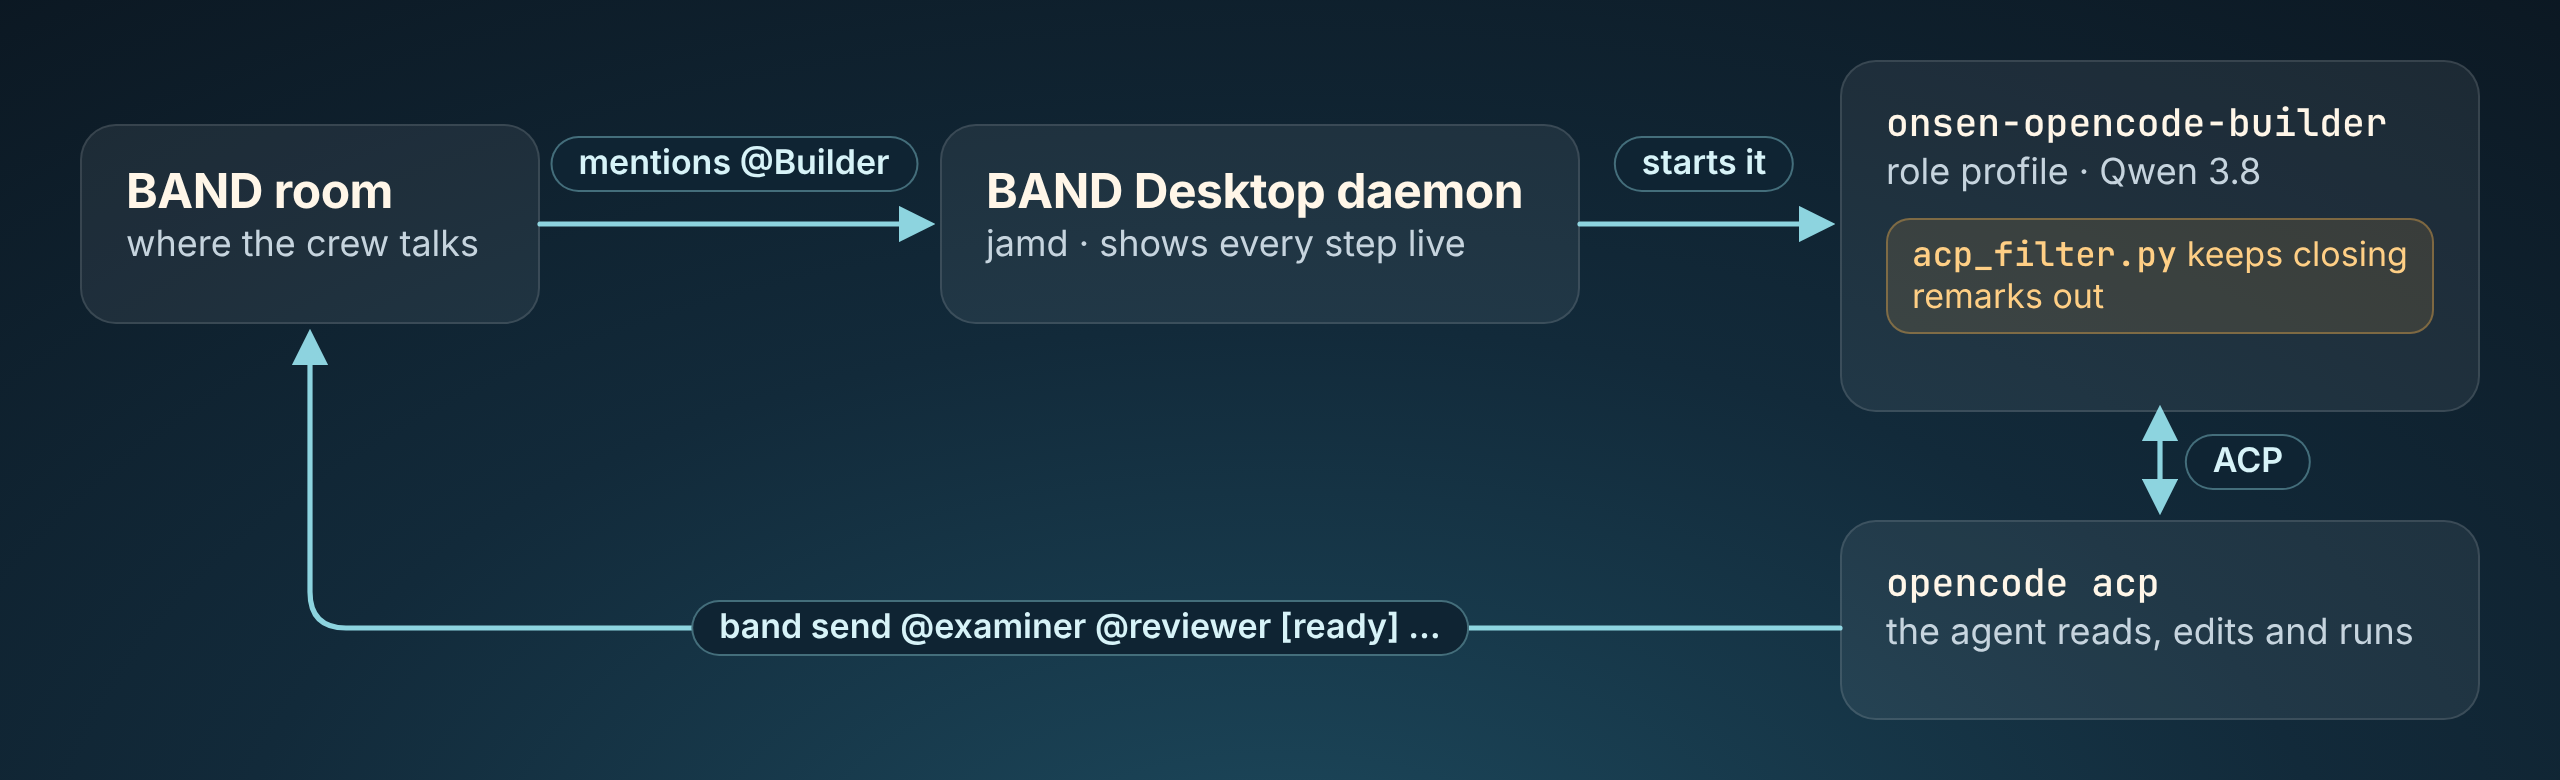 BAND room
where the crew talks
mentions @Builder
BAND Desktop daemon
jamd · shows every step live
starts it
onsen-opencode-builder
role profile · Qwen 3.8
acp_filter.py keeps closing
remarks out
ACP
opencode acp
the agent reads, edits and runs
band send @examiner @reviewer [ready] ...